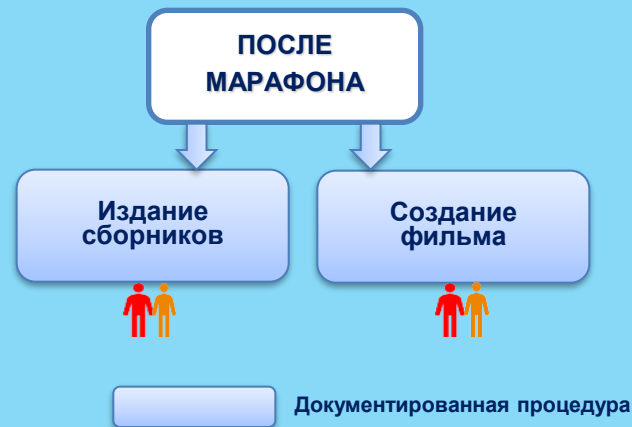 ПОСЛЕ
МАРАФОНА
Издание
сборников
Создание
фильма
Документированная процедура